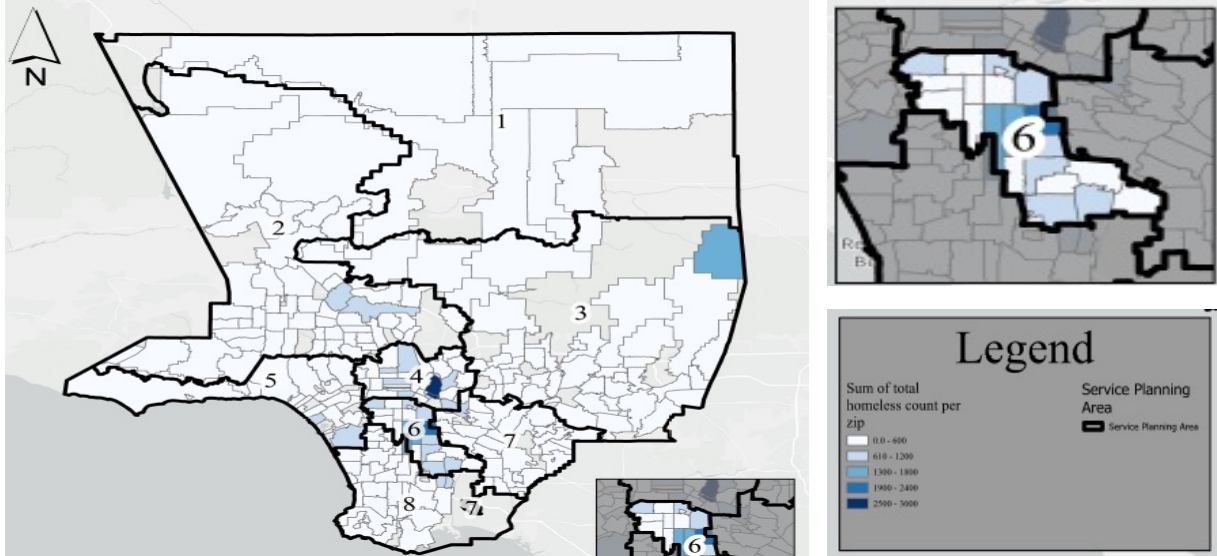 N
1
2
3
4
5
6
7
8
7
6
6
Legend
Sum of total
homeless count per
zip
0.0 - 600
610 - 1200
1300 - 1800
1900 - 2400
2500 - 3000
Service Planning
Area
Service Planning Area